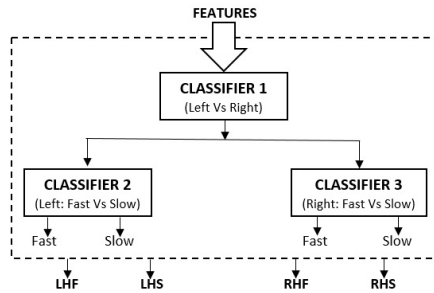 FEATURES
CLASSIFIER 1
(Left Vs Right)
CLASSIFIER 2
(Left: Fast Vs Slow)
CLASSIFIER 3
(Right: Fast Vs Slow)
Fast Slow Fast Slow
LHF LHS RHF RHS